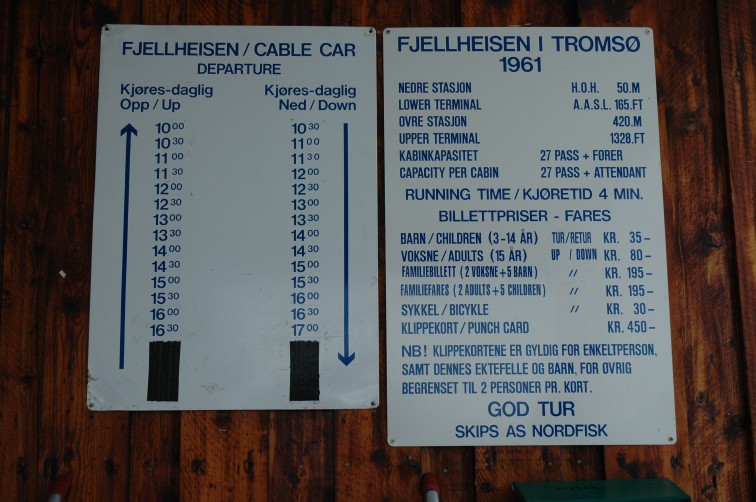 FJELLHEISEN / CABLE CAR
DEPARTURE
Kjøres-daglig Kjøres-daglig
Opp / Up Ned / Down
10 00 10 30
10 30 11 00
11 00 11 30
11 30 12 00
12 00 12 30
12 30 13 00
13 00 13 30
13 30 14 00
14 00 14 30
14 30 15 00
15 00 15 30
15 30 16 00
16 00 16 30
16 30 17 00
FJELLHEISEN I TROMSØ
1961
NEDRE STASJON H.O.H. 50.M
LOWER TERMINAL A.A.S.L. 165.FT
ØVRE STASJON 420.M
UPPER TERMINAL 1328.FT
KABINKAPASITET 27 PASS + FØRER
CAPACITY PER CABIN 27 PASS + ATTENDANT
RUNNING TIME / KJØRETID 4 MIN.
BILLETTPRISER - FARES
BARN / CHILDREN (3-14 ÅR) TUR/RETUR KR. 35-
VOKSNE / ADULTS (15 ÅR) UP / DOWN KR. 80-
FAMILIEBILLETT (2 VOKSNE + 5 BARN) // KR. 195-
FAMILIEFARES (2 ADULTS + 5 CHILDREN) // KR. 195-
SYKKEL / BICYKLE // KR. 30-
KLIPPEKORT / PUNCH CARD KR. 450-
NB! KLIPPEKORTENE ER GYLDIG FOR ENKELTPERSON,
SAMT DENNES EKTEFELLE OG BARN, FOR ØVRIG
BEGRENSET TIL 2 PERSONER PR. KORT.
GOD TUR
SKIPS AS NORDFISK